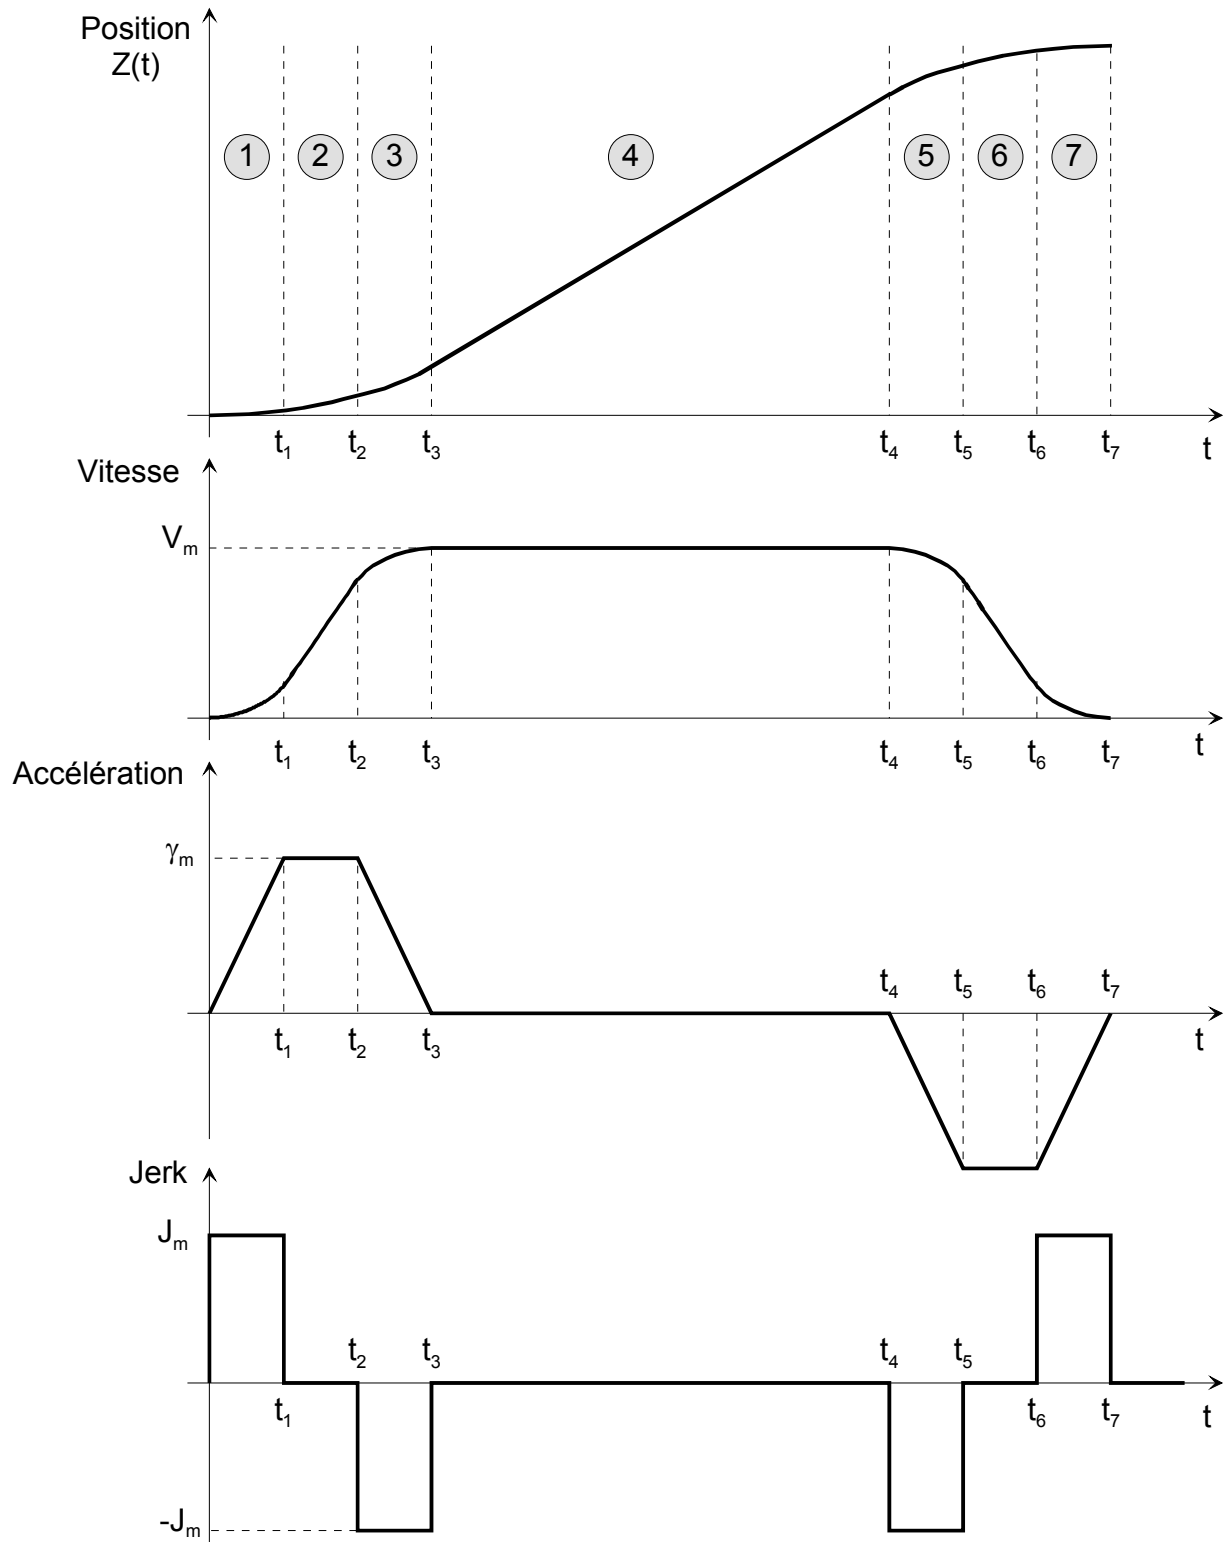 Position
Z(t)
1 2 3 4 5 6 7
t1 t2 t3 t4 t5 t6 t7 t
Vitesse
Vm
t1 t2 t3 t4 t5 t6 t7 t
Accélération
γm
t4 t5 t6 t7
t1 t2 t3 t
Jerk
Jm
t2 t3 t4 t5
t1 t6 t7 t
-Jm